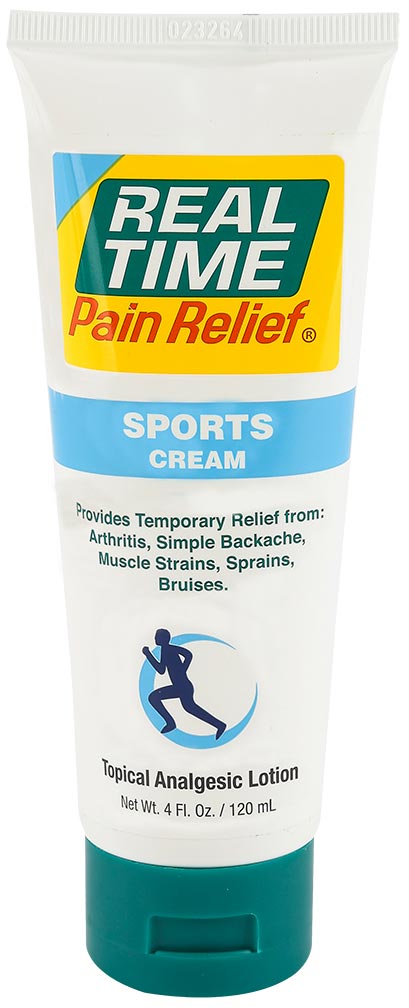 023264
REAL
TIME
Pain Relief®
SPORTS
CREAM
Provides Temporary Relief from:
Arthritis, Simple Backache,
Muscle Strains, Sprains,
Bruises.
Topical Analgesic Lotion
Net Wt. 4 Fl. Oz. / 120 mL